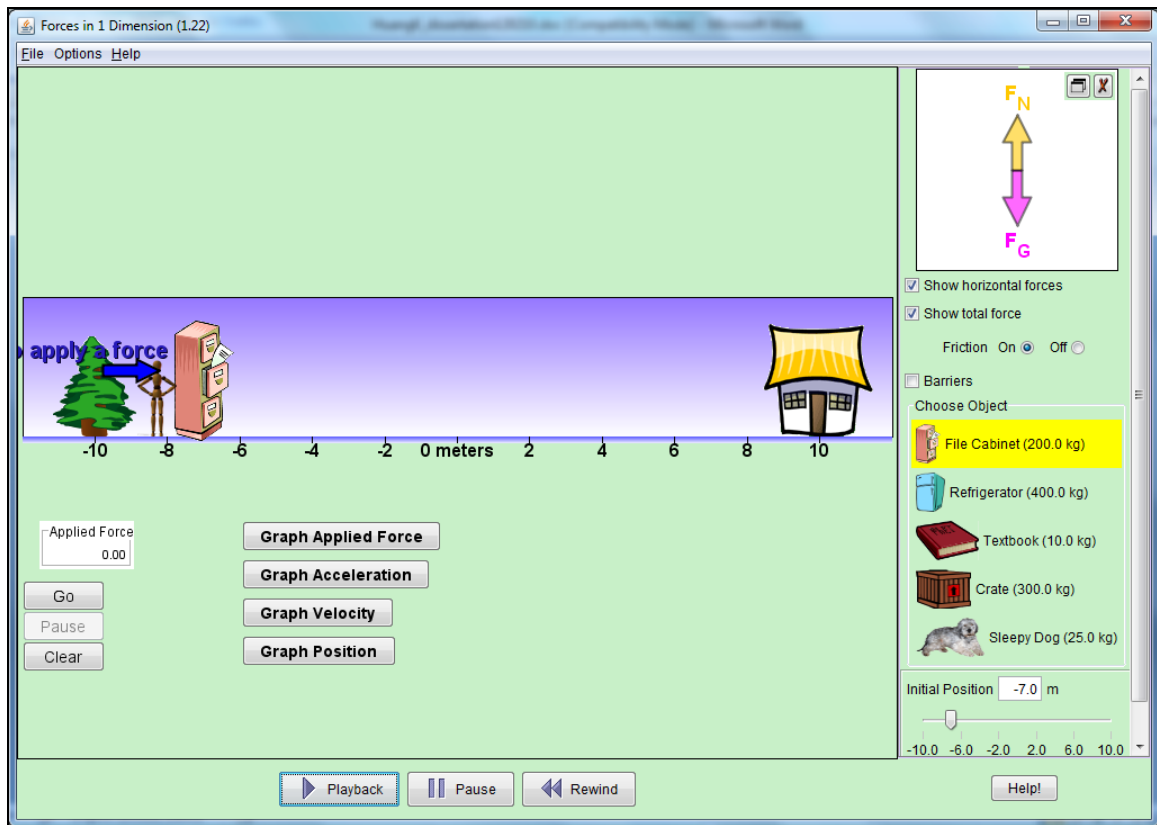 Forces in 1 Dimension (1.22)
File Options Help
F N
F G
Show horizontal forces
Show total force
Friction On Off
Barriers
Choose Object
File Cabinet (200.0 kg)
Refrigerator (400.0 kg)
Textbook (10.0 kg)
Crate (300.0 kg)
Sleepy Dog (25.0 kg)
Initial Position -7.0 m
-10.0 -6.0 -2.0 2.0 6.0 10.0
apply a force
-10 -8 -6 -4 -2 0 meters 2 4 6 8 10
Applied Force
0.00
Go
Pause
Clear
Graph Applied Force
Graph Acceleration
Graph Velocity
Graph Position
Playback Pause Rewind
Help!